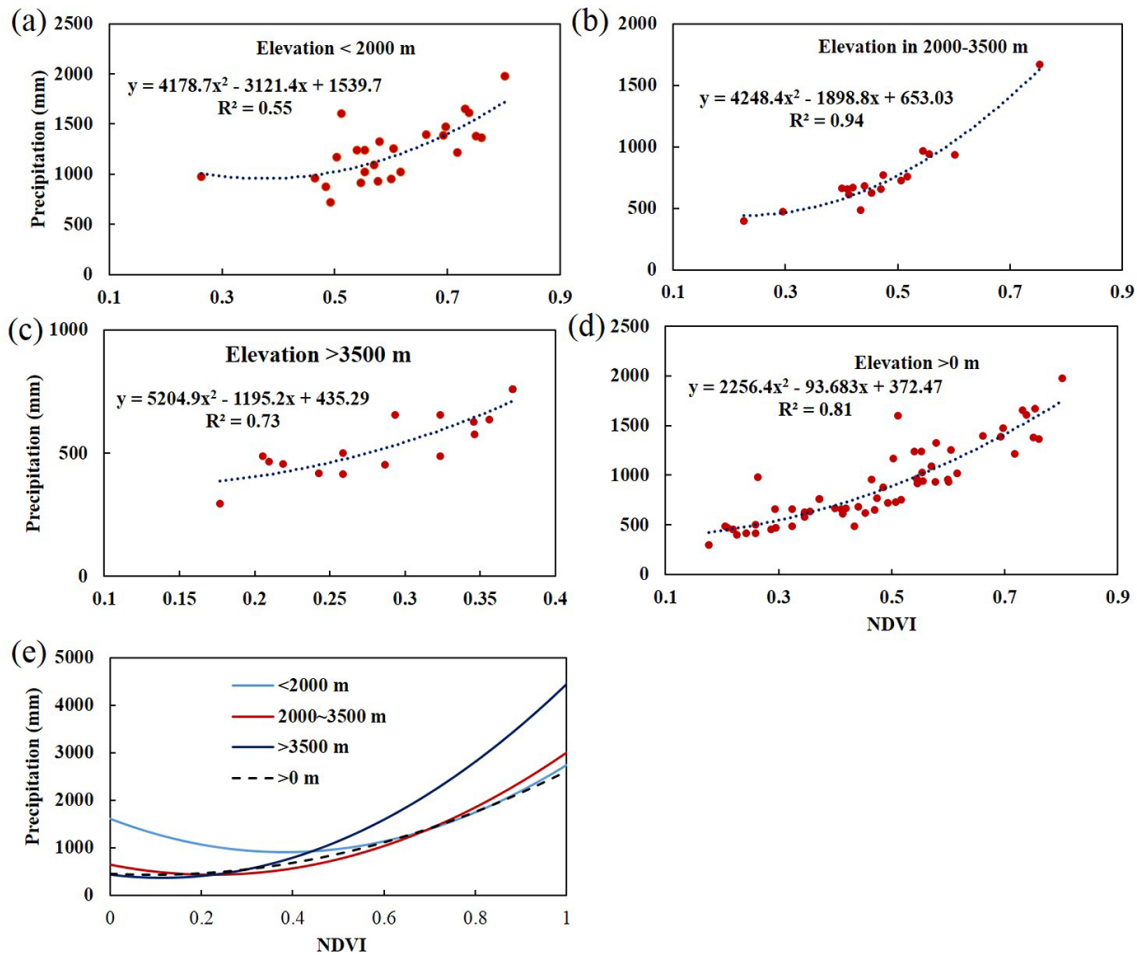 (a)
Elevation < 2000 m
y = 4178.7x² - 3121.4x + 1539.7
R² = 0.55
Precipitation (mm)
2500
2000
1500
1000
500
0
0.1 0.3 0.5 0.7 0.9
(b)
Elevation in 2000-3500 m
y = 4248.4x² - 1898.8x + 653.03
R² = 0.94
2000
1500
1000
500
0
0.1 0.3 0.5 0.7 0.9
(c)
Elevation >3500 m
y = 5204.9x² - 1195.2x + 435.29
R² = 0.73
Precipitation (mm)
1000
500
0
0.1 0.15 0.2 0.25 0.3 0.35 0.4
(d)
Elevation >0 m
y = 2256.4x² - 93.683x + 372.47
R² = 0.81
2500
2000
1500
1000
500
0
0.1 0.3 0.5 0.7 0.9
NDVI
(e)
<2000 m
2000~3500 m
>3500 m
>0 m
Precipitation (mm)
5000
4000
3000
2000
1000
0
0 0.2 0.4 0.6 0.8 1
NDVI